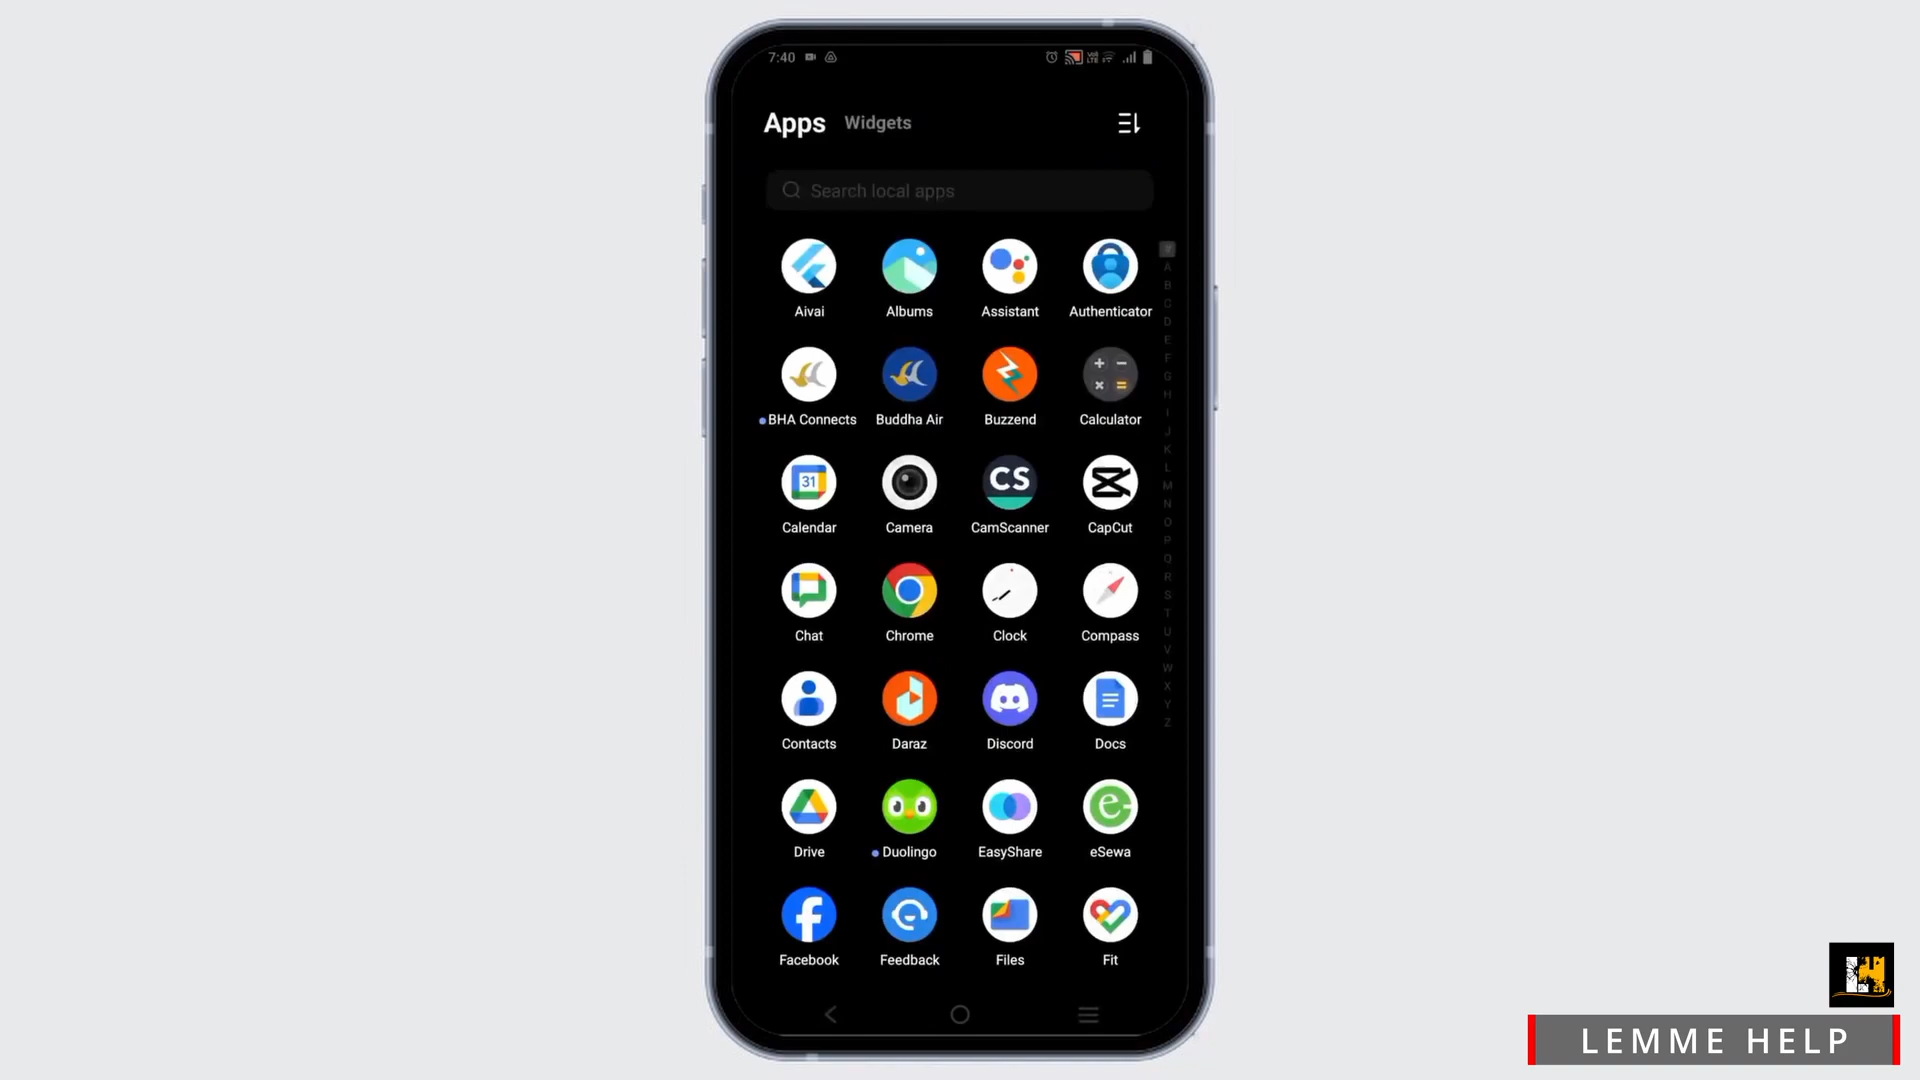 7:40
Apps Widgets
Search local apps
Aivai Albums Assistant Authenticator
BHA Connects Buddha Air Buzzend Calculator
31
CS
Calendar Camera CamScanner CapCut
Chat Chrome Clock Compass
Contacts Daraz Discord Docs
Drive Duolingo EasyShare eSewa
Facebook Feedback Files Fit
A
B
C
D
E
F
G
H
I
J
K
L
M
N
O
P
Q
R
S
T
U
V
W
X
Y
Z
LEMME HELP